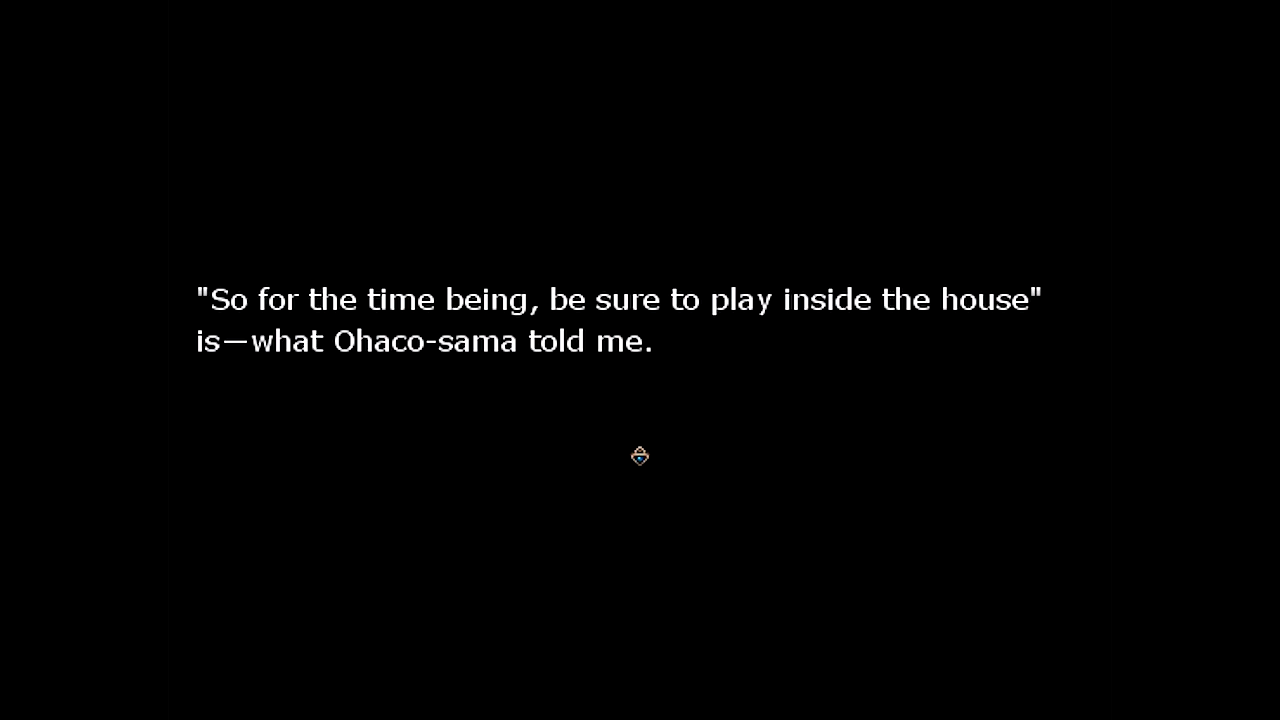 "So for the time being, be sure to play inside the house"
is—what Ohaco-sama told me.